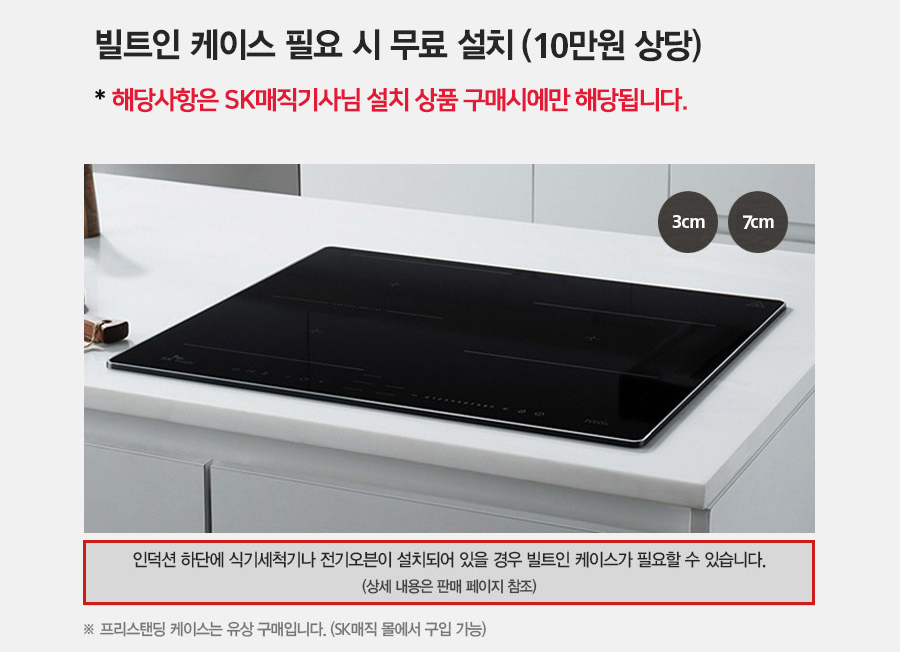 빌트인 케이스 필요 시 무료 설치 (10만원 상당)
* 해당사항은 SK매직기사님 설치 상품 구매시에만 해당됩니다.
3cm 7cm
인덕션 하단에 식기세척기나 전기오븐이 설치되어 있을 경우 빌트인 케이스가 필요할 수 있습니다.
(상세 내용은 판매 페이지 참조)
※ 프리스탠딩 케이스는 유상 구매입니다. (SK매직 몰에서 구입 가능)